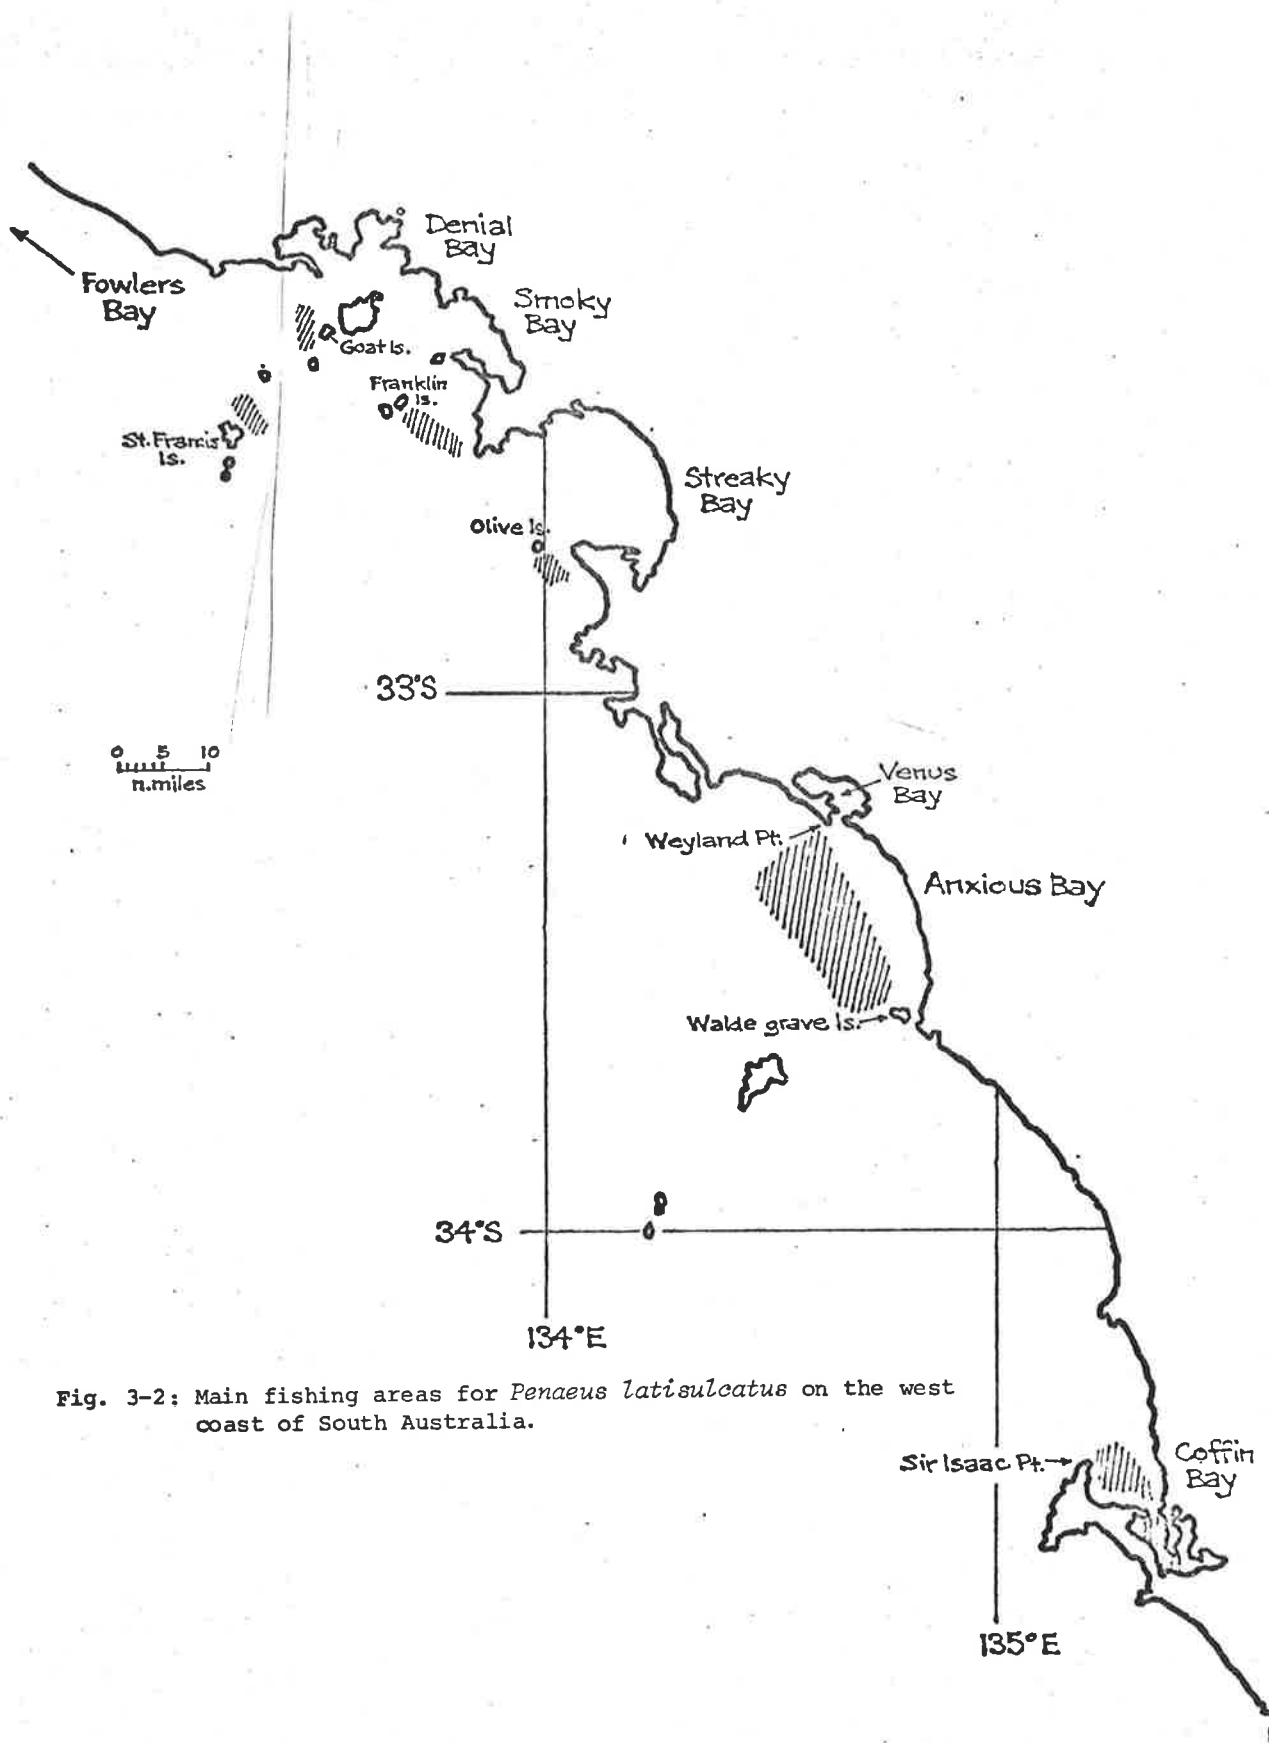 Denial
Bay
Fowlers
Bay
Smoky
Bay
Goat Is.
Franklin
Is.
St. Francis
Is.
Streaky
Bay
Olive Is.
33°S
0 5 10
n.miles
Venus
Bay
Weyland Pt.
Anxious Bay
Walde grave Is.
34°S
134°E
Fig. 3-2: Main fishing areas for Penaeus latisulcatus on the west
coast of South Australia.
Sir Isaac Pt.
Coffin
Bay
135°E